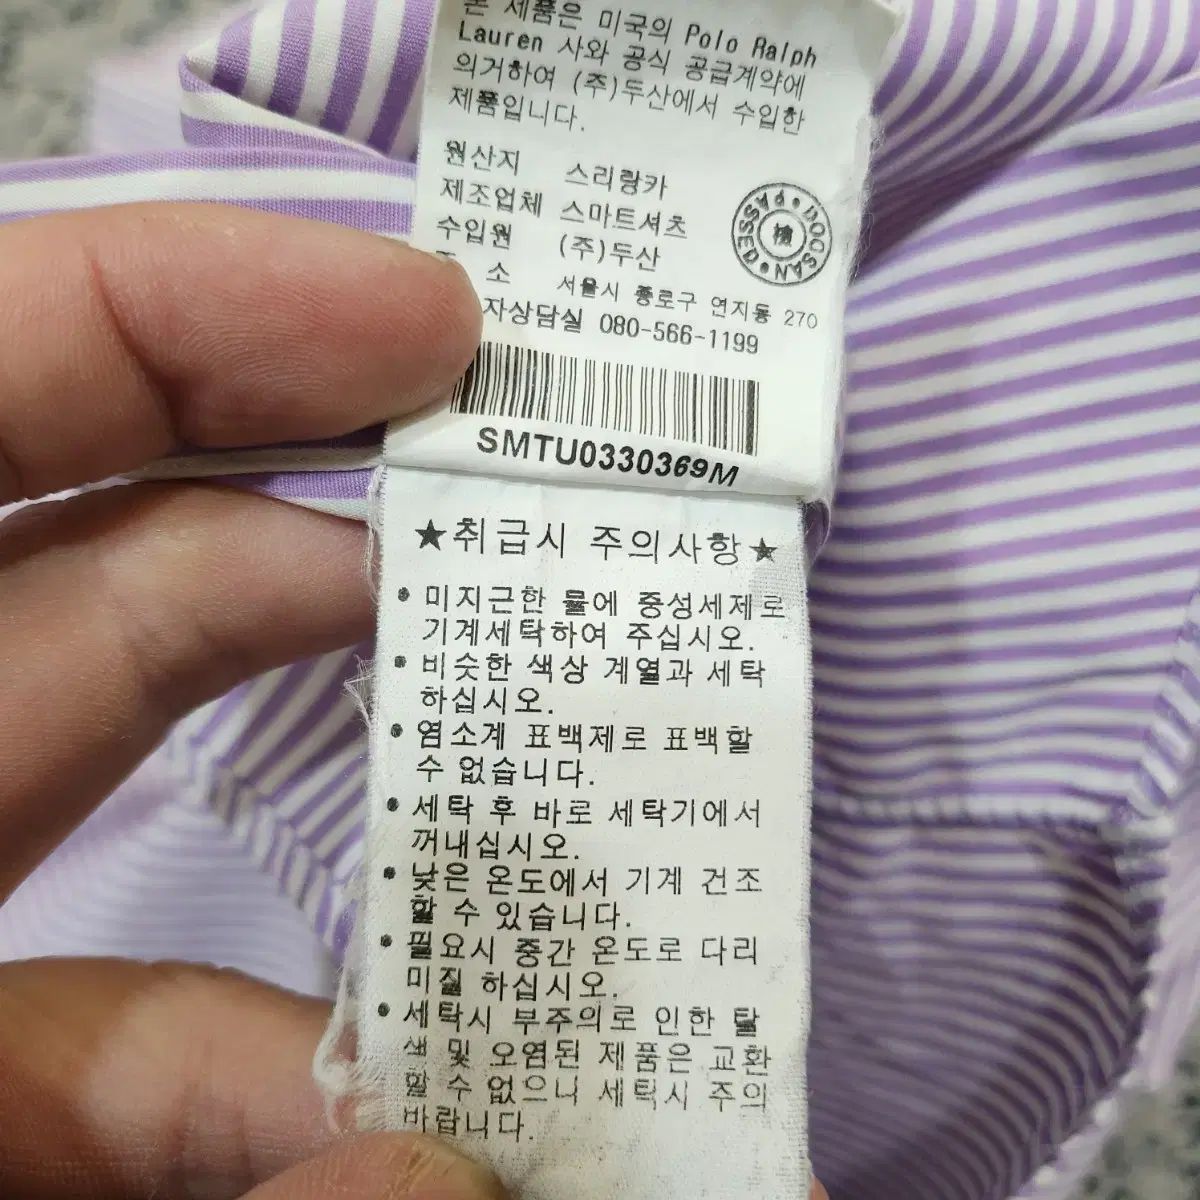 본 제품은 미국의 Polo Ralph
Lauren 사와 공식 공급계약에
의거하여 (주)두산에서 수입한
제품입니다.
원산지 스리랑카
제조업체 스마트셔츠
수입원 (주)두산
소 서울시 종로구 연지동 270
자상담실 080-566-1199
DOOSAN • PASSED •
檢
SMTU0330369M
★취급시 주의사항★
• 미지근한 물에 중성세제로
기계세탁하여 주십시오.
• 비슷한 색상 계열과 세탁
하십시오.
• 염소계 표백제로 표백할
수 없습니다.
• 세탁 후 바로 세탁기에서
꺼내십시오.
• 낮은 온도에서 기계 건조
할 수 있습니다.
• 필요시 중간 온도로 다리
미질 하십시오.
• 세탁시 부주의로 인한 탈
색 및 오염된 제품은 교환
할 수 없으니 세탁시 주의
바랍니다.